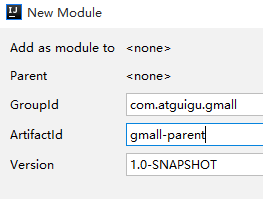 New Module
Add as module to <none>
Parent <none>
GroupId com.atguigu.gmall
ArtifactId gmall-parent
Version 1.0-SNAPSHOT